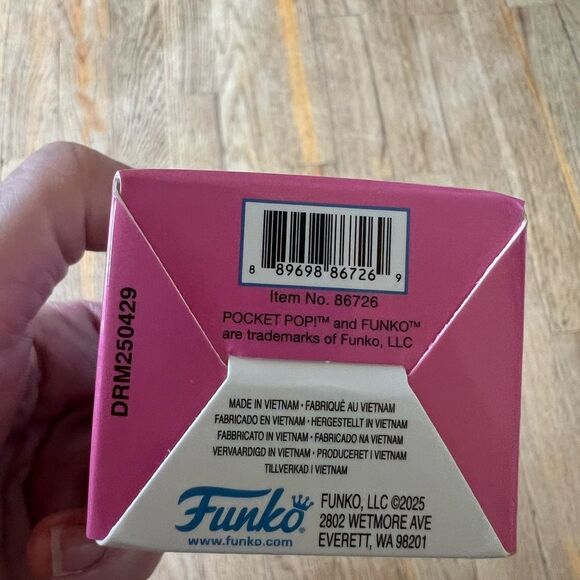 8 89698 86726 9
Item No. 86726
POCKET POP!™ and FUNKO™
are trademarks of Funko, LLC
DRM250429
MADE IN VIETNAM • FABRIQUÉ AU VIETNAM
FABRICADO EN VIETNAM • HERGESTELLT IN VIETNAM
FABBRICATO IN VIETNAM • FABRICADO NA VIETNAM
VERVAARDIGD IN VIETNAM • PRODUCERET I VIETNAM
TILLVERKAD I VIETNAM
Funko
www.funko.com
FUNKO, LLC ©2025
2802 WETMORE AVE
EVERETT, WA 98201